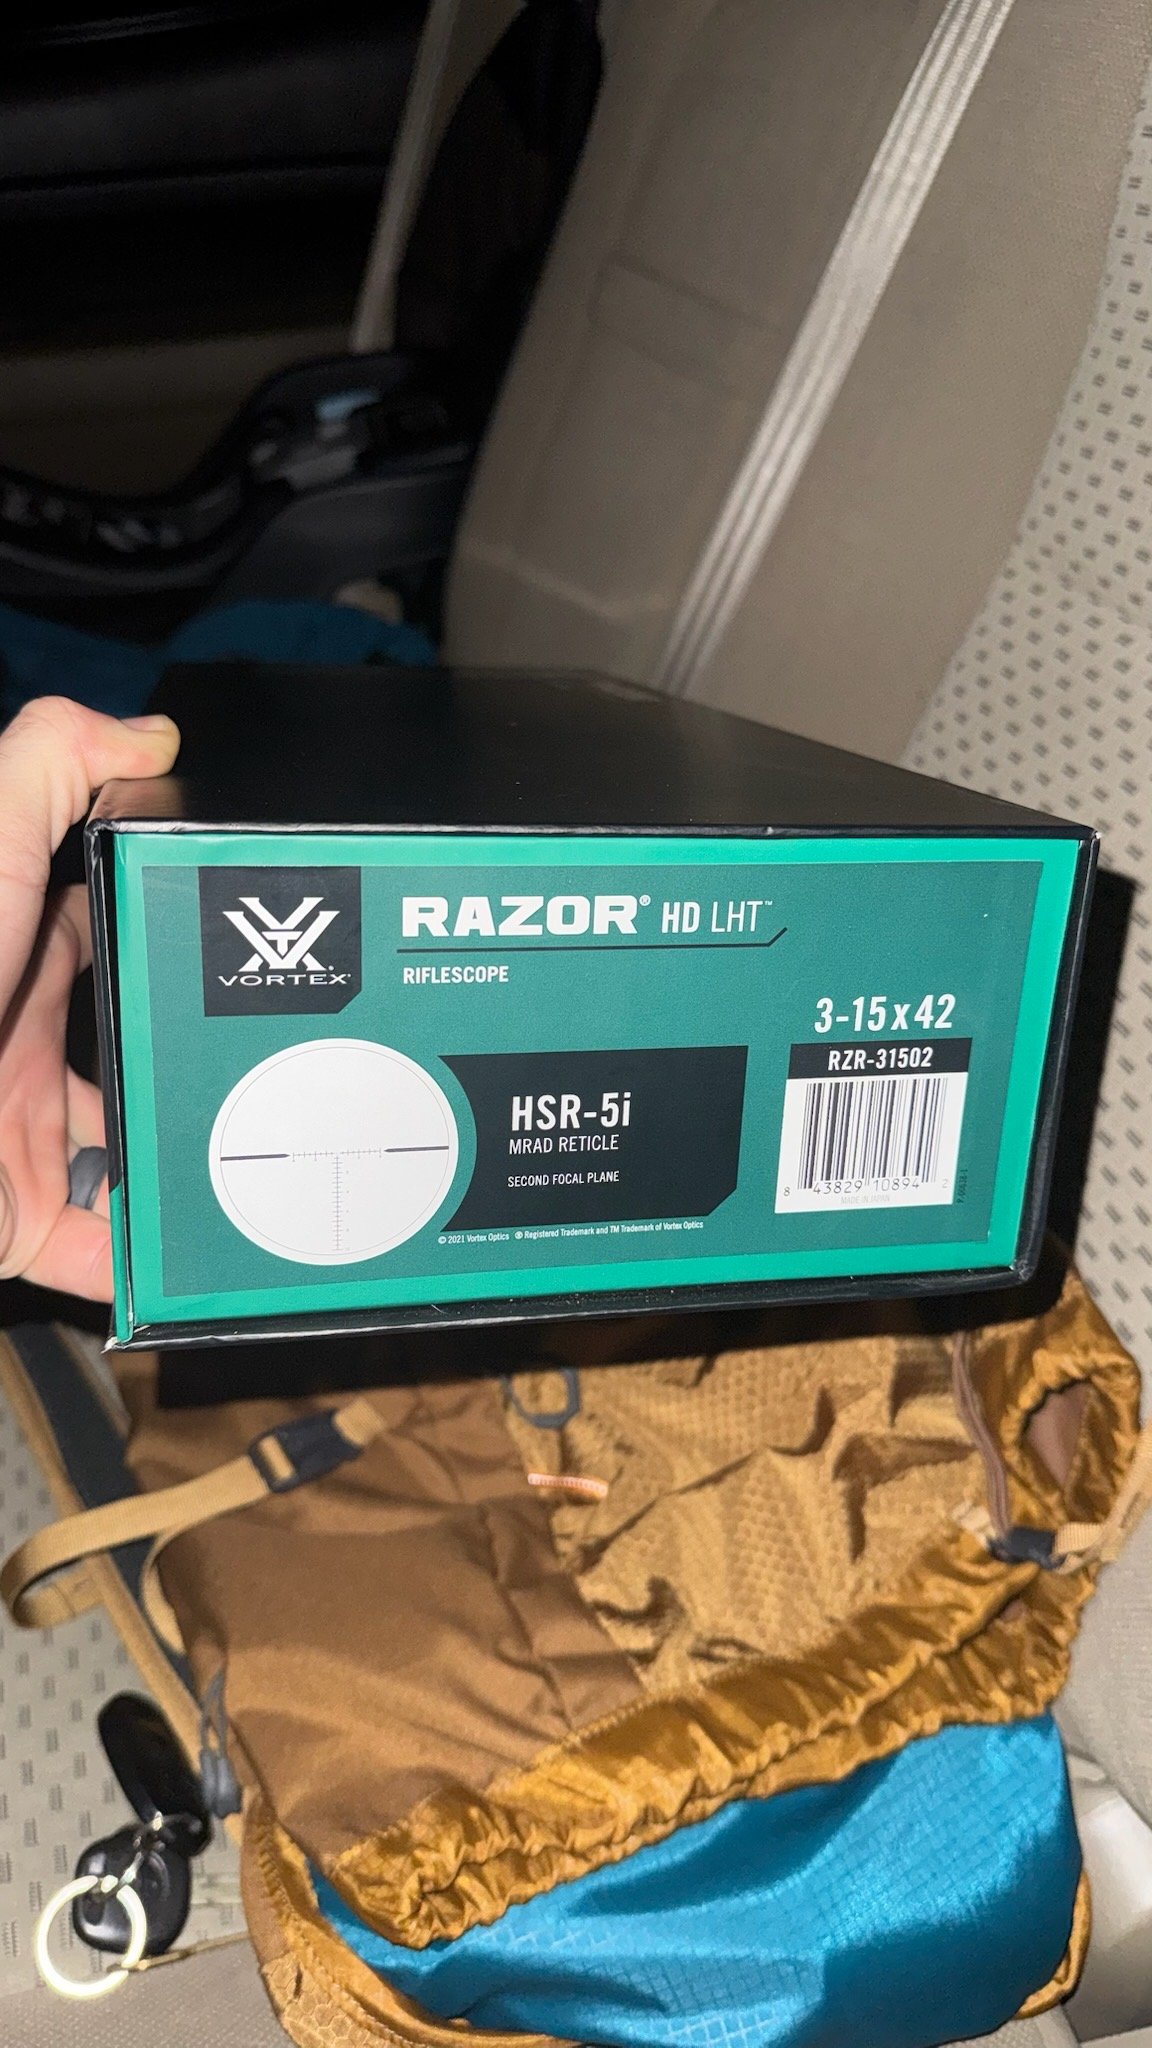 VORTEX®
RAZOR® HD LHT™
RIFLESCOPE
3-15x42
RZR-31502
HSR-5i
MRAD RETICLE
SECOND FOCAL PLANE
8 43829 10894 2
MADE IN JAPAN
© 2021 Vortex Optics ® Registered Trademark and TM Trademark of Vortex Optics